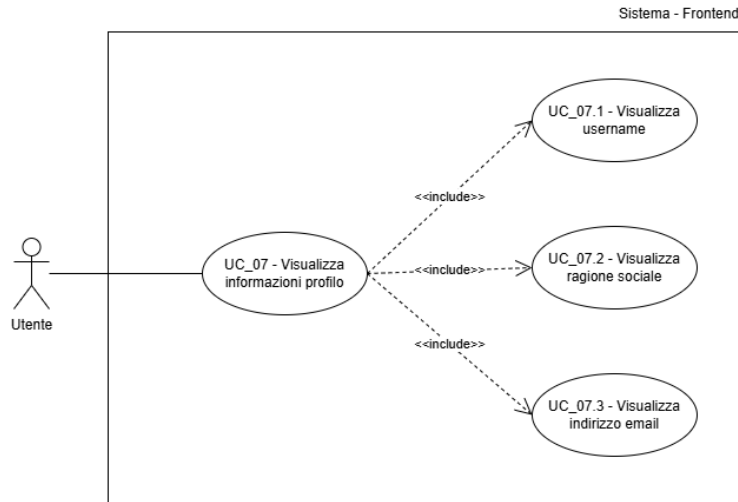 Sistema - Frontend
UC_07.1 - Visualizza
username
<<include>>
UC_07 - Visualizza
informazioni profilo
<<include>>
UC_07.2 - Visualizza
ragione sociale
Utente
<<include>>
UC_07.3 - Visualizza
indirizzo email